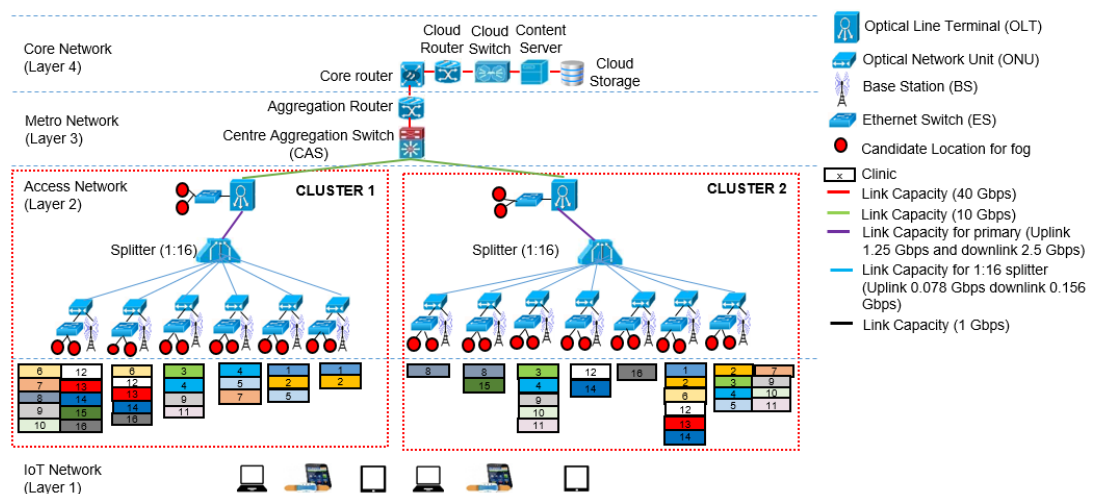 Core Network
(Layer 4)
Cloud
Router
Cloud
Switch
Content
Server
Core router
Cloud
Storage
Aggregation Router
Metro Network
(Layer 3)
Centre Aggregation Switch
(CAS)
Access Network
(Layer 2)
CLUSTER 1
CLUSTER 2
Splitter (1:16)
Splitter (1:16)
6
7
8
9
10
12
13
14
15
16
6
12
13
14
16
3
4
9
11
4
5
7
1
2
5
1
2
8
8
15
3
4
9
10
11
12
14
16
1
2
6
12
13
14
2
3
4
5
7
9
10
11
IoT Network
(Layer 1)
Optical Line Terminal (OLT)
Optical Network Unit (ONU)
Base Station (BS)
Ethernet Switch (ES)
Candidate Location for fog
x
Clinic
Link Capacity (40 Gbps)
Link Capacity (10 Gbps)
Link Capacity for primary (Uplink
1.25 Gbps and downlink 2.5 Gbps)
Link Capacity for 1:16 splitter
(Uplink 0.078 Gbps downlink 0.156
Gbps)
Link Capacity (1 Gbps)